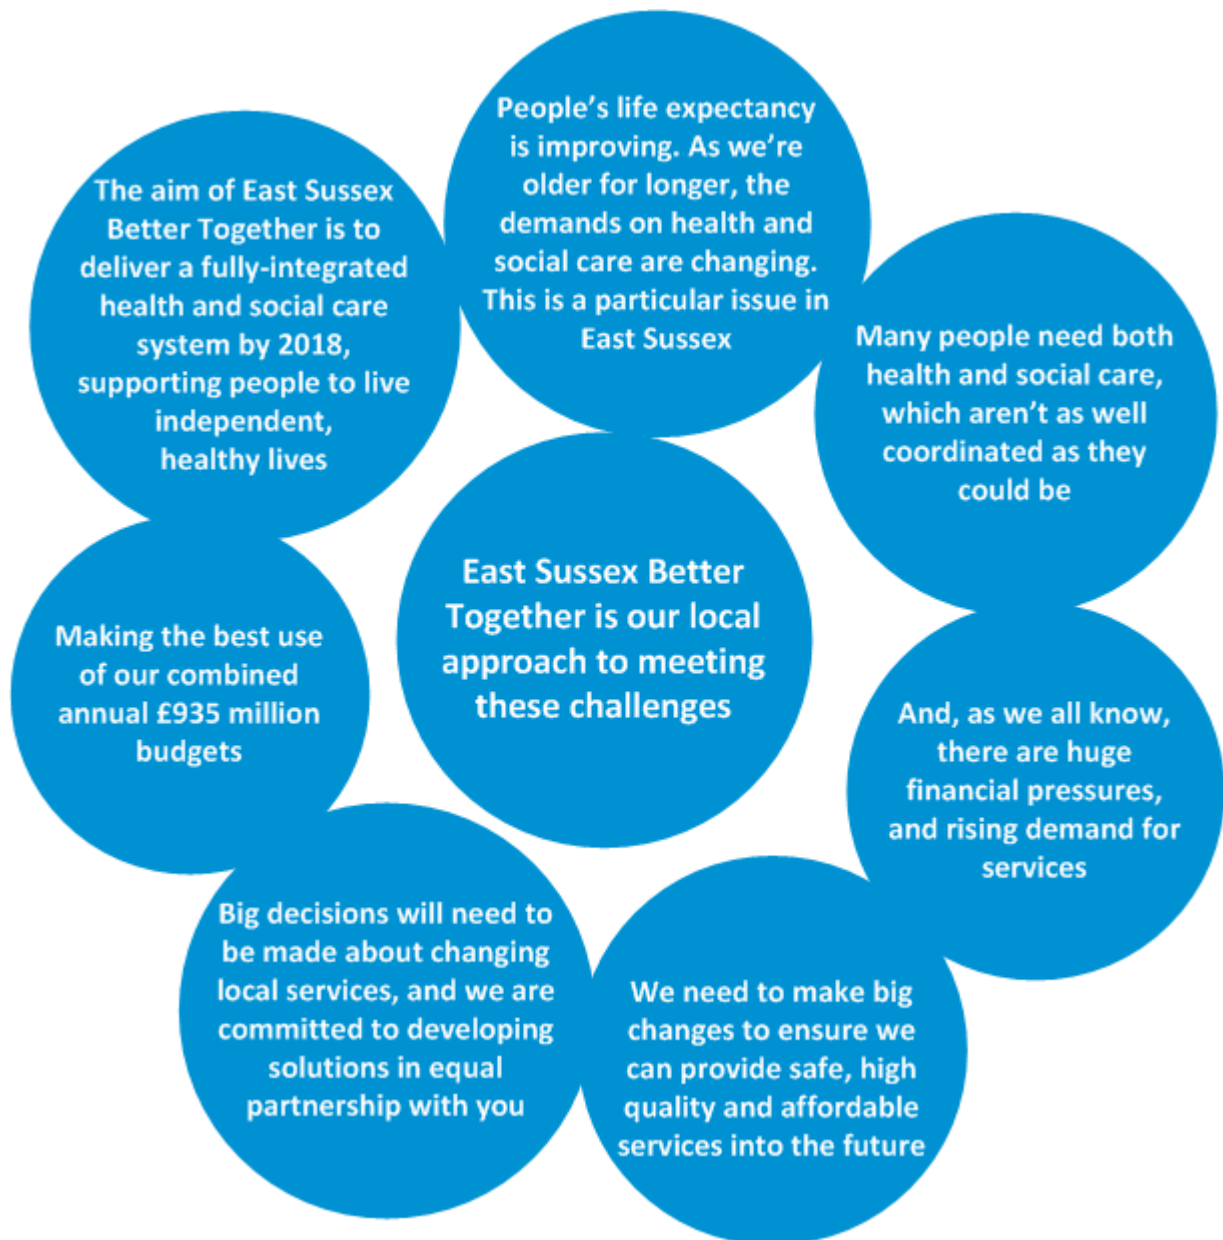 People's life expectancy
is improving. As we're
older for longer, the
demands on health and
social care are changing.
This is a particular issue in
East Sussex
Many people need both
health and social care,
which aren't as well
coordinated as they
could be
And, as we all know,
there are huge
financial pressures,
and rising demand for
services
We need to make big
changes to ensure we
can provide safe, high
quality and affordable
services into the future
Big decisions will need to
be made about changing
local services, and we are
committed to developing
solutions in equal
partnership with you
Making the best use
of our combined
annual £935 million
budgets
The aim of East Sussex
Better Together is to
deliver a fully-integrated
health and social care
system by 2018,
supporting people to live
independent,
healthy lives
East Sussex Better
Together is our local
approach to meeting
these challenges